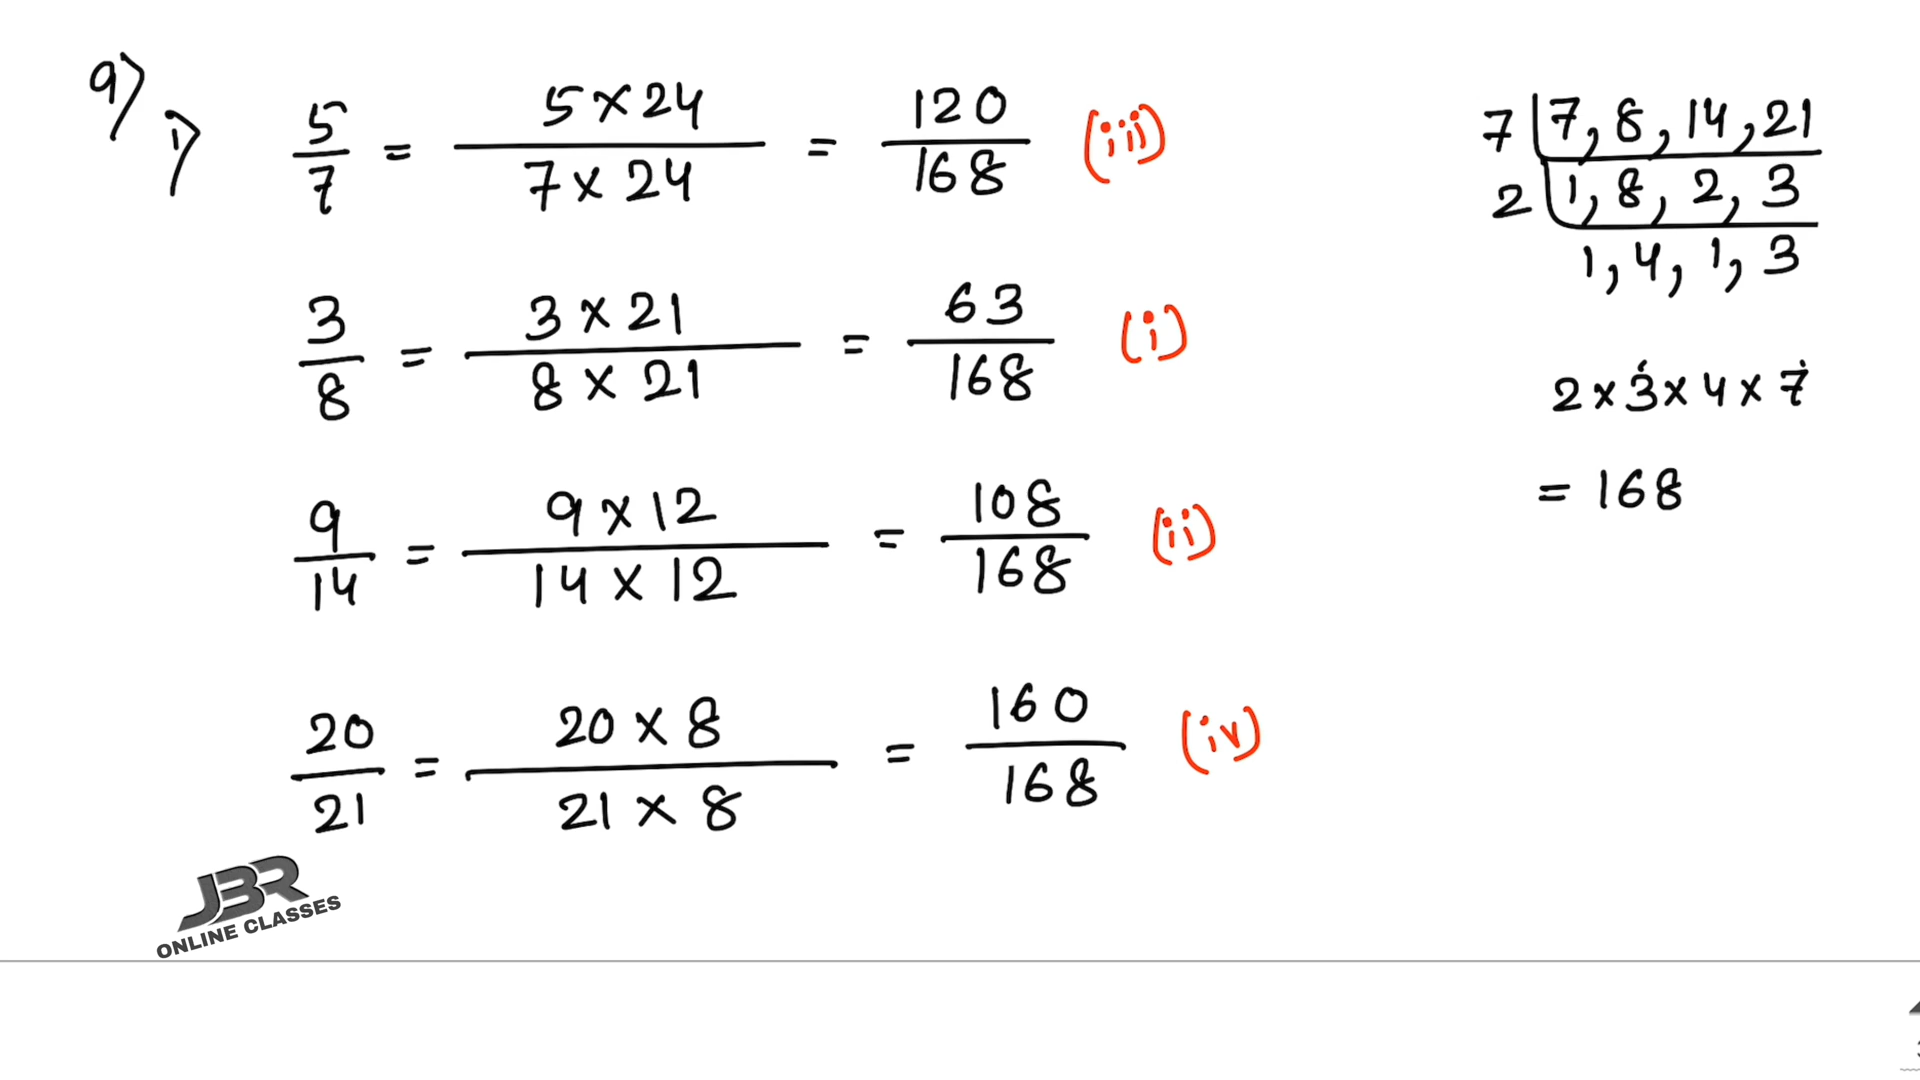 9)
i) 5/7 = 5 × 24 / 7 × 24 = 120/168 (iii)
3/8 = 3 × 21 / 8 × 21 = 63/168 (i)
9/14 = 9 × 12 / 14 × 12 = 108/168 (ii)
20/21 = 20 × 8 / 21 × 8 = 160/168 (iv)
7 | 7, 8, 14, 21
2 | 1, 8, 2, 3
1, 4, 1, 3
2 × 3 × 4 × 7
= 168
JBR
ONLINE CLASSES